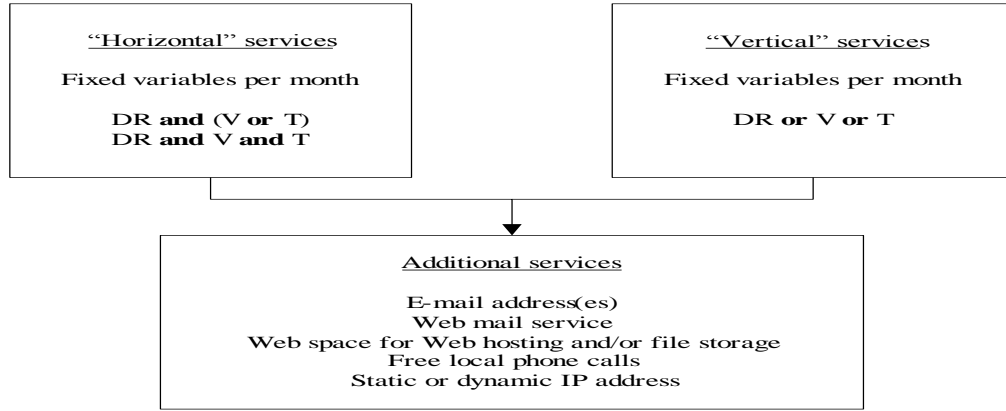 “Horizontal” services
Fixed variables per month
DR and (V or T)
DR and V and T
“Vertical” services
Fixed variables per month
DR or V or T
Additional services
E-mail address(es)
Web mail service
Web space for Web hosting and/or file storage
Free local phone calls
Static or dynamic IP address